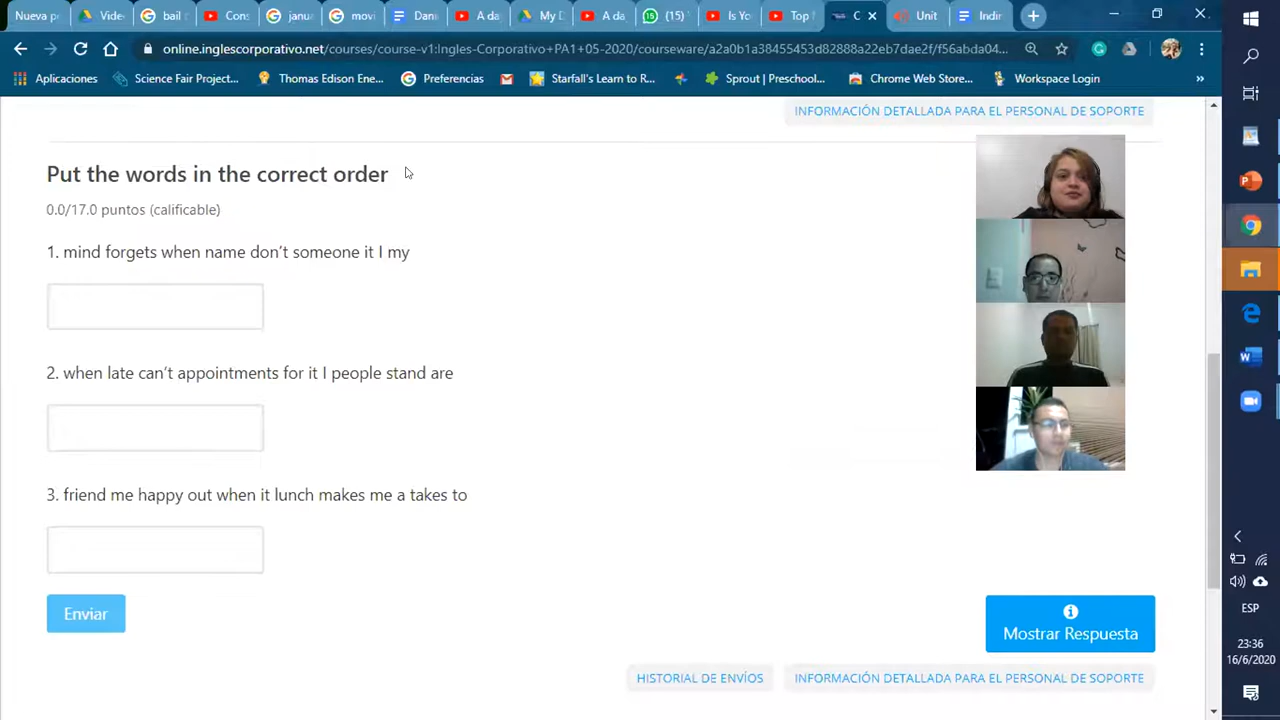 Nueva p
Vide
bail
Cons
janua
movi
Dani
A da
My D
A da
(15)
Is Yo
Top
C
Unit
Indir
online.inglescorporativo.net/courses/course-v1:Ingles-Corporativo+PA1+05-2020/courseware/a2a0b1a38455453d82888a22eb7dae2f/f56abda04...
Aplicaciones
Science Fair Project...
Thomas Edison Ene...
Preferencias
Starfall's Learn to R...
Sprout | Preschool...
Chrome Web Store...
Workspace Login
»
INFORMACIÓN DETALLADA PARA EL PERSONAL DE SOPORTE
Put the words in the correct order
0.0/17.0 puntos (calificable)
1. mind forgets when name don't someone it I my
2. when late can't appointments for it I people stand are
3. friend me happy out when it lunch makes me a takes to
Enviar
Mostrar Respuesta
HISTORIAL DE ENVÍOS
INFORMACIÓN DETALLADA PARA EL PERSONAL DE SOPORTE
ESP
23:36
16/6/2020